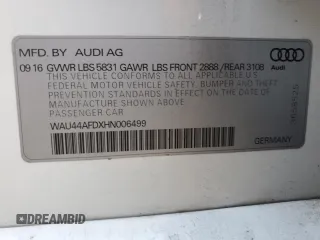 MFD. BY AUDI AG
09 16 GVWR LBS 5831 GAWR LBS FRONT 2888 /REAR 3108
THIS VEHICLE CONFORMS TO ALL APPLICABLE
FEDERAL MOTOR VEHICLE SAFETY, BUMPER AND THEFT
PREVENTION STANDARDS IN EFFECT ON THE DATE OF
MANUFACTURE SHOWN ABOVE.
PASSENGER CAR
WAU44AFDXHN006499
Audi
GERMANY
DREAMBID